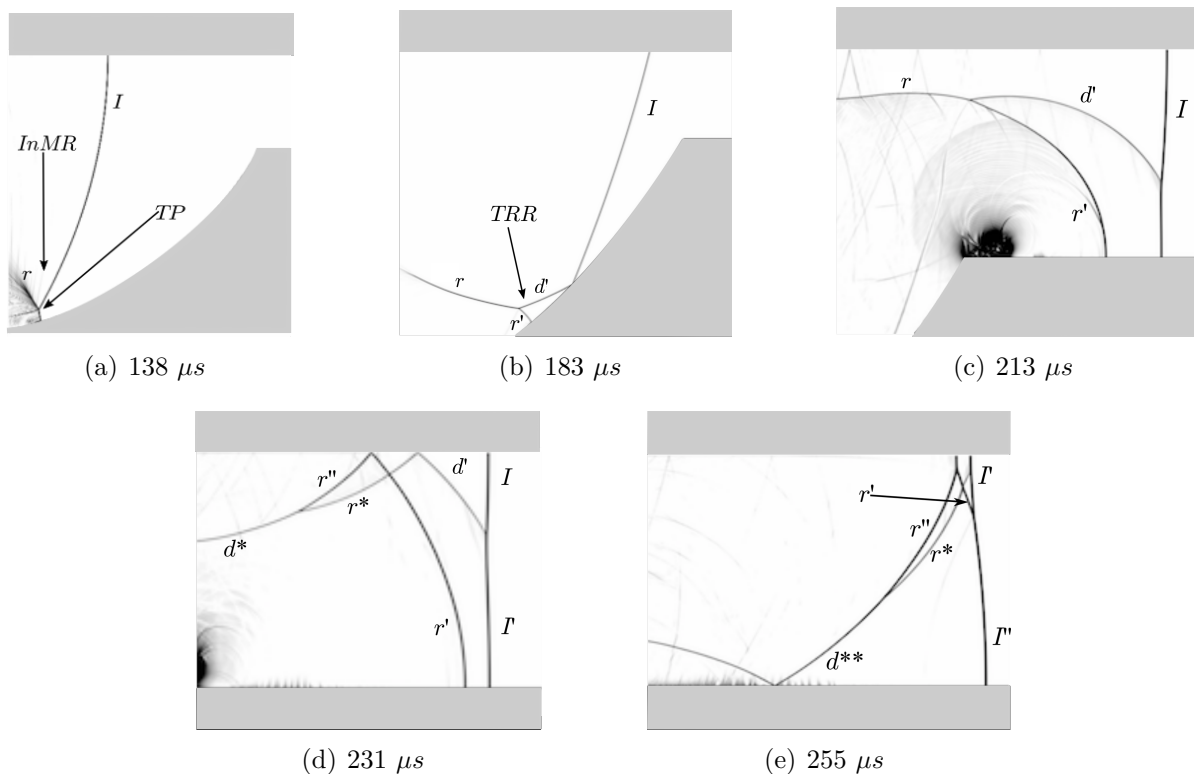 I
InMR
TP
r
(a) 138 μs
I
TRR
r
d'
r'
(b) 183 μs
r
d'
I
r'
(c) 213 μs
r''
d'
I
r*
d*
r'
I'
(d) 231 μs
r'
I'
r''
r*
I''
d**
(e) 255 μs